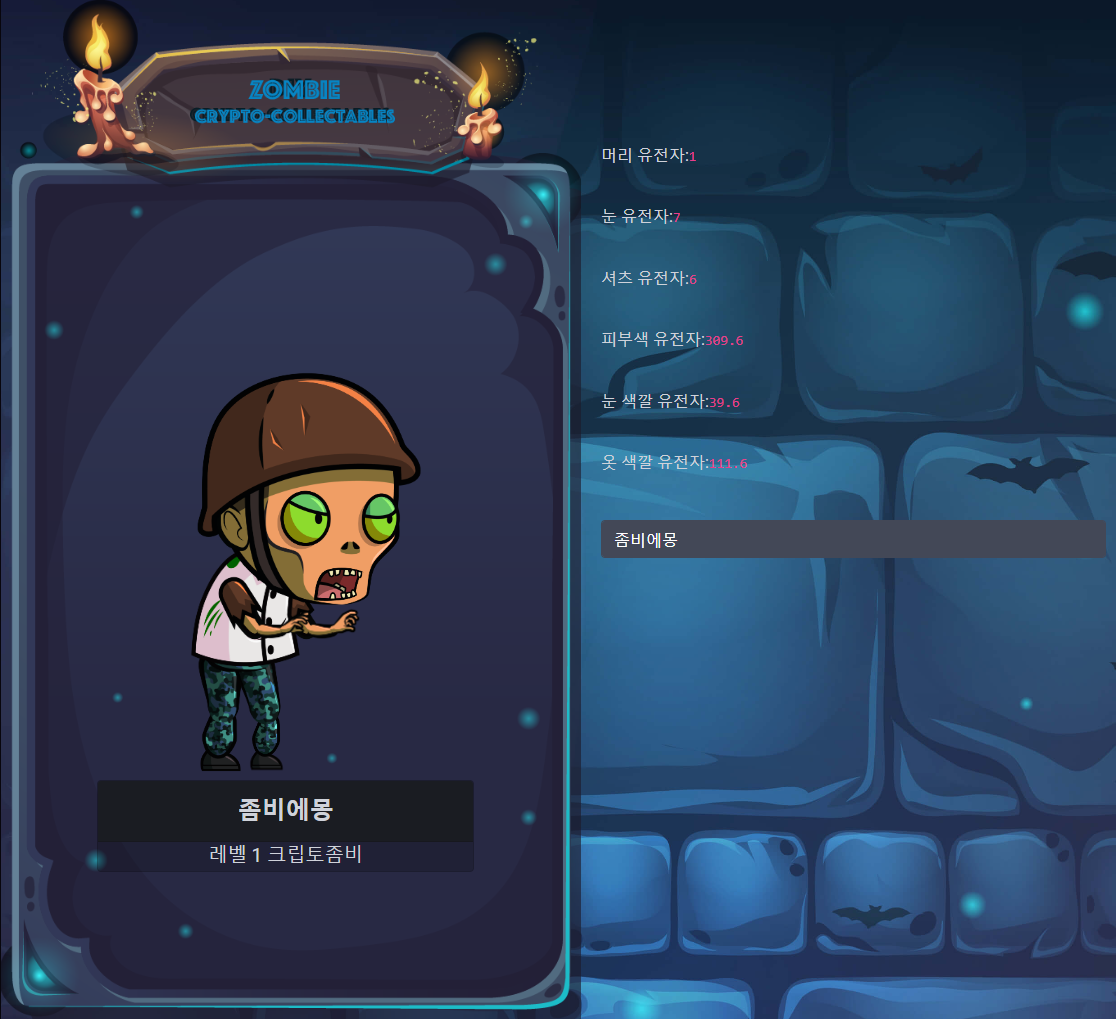 ZOMBIE
CRYPTO-COLLECTABLES
머리 유전자:1
눈 유전자:7
셔츠 유전자:6
피부색 유전자:309.6
눈 색깔 유전자:39.6
옷 색깔 유전자:111.6
좀비에몽
좀비에몽
레벨 1 크립토좀비